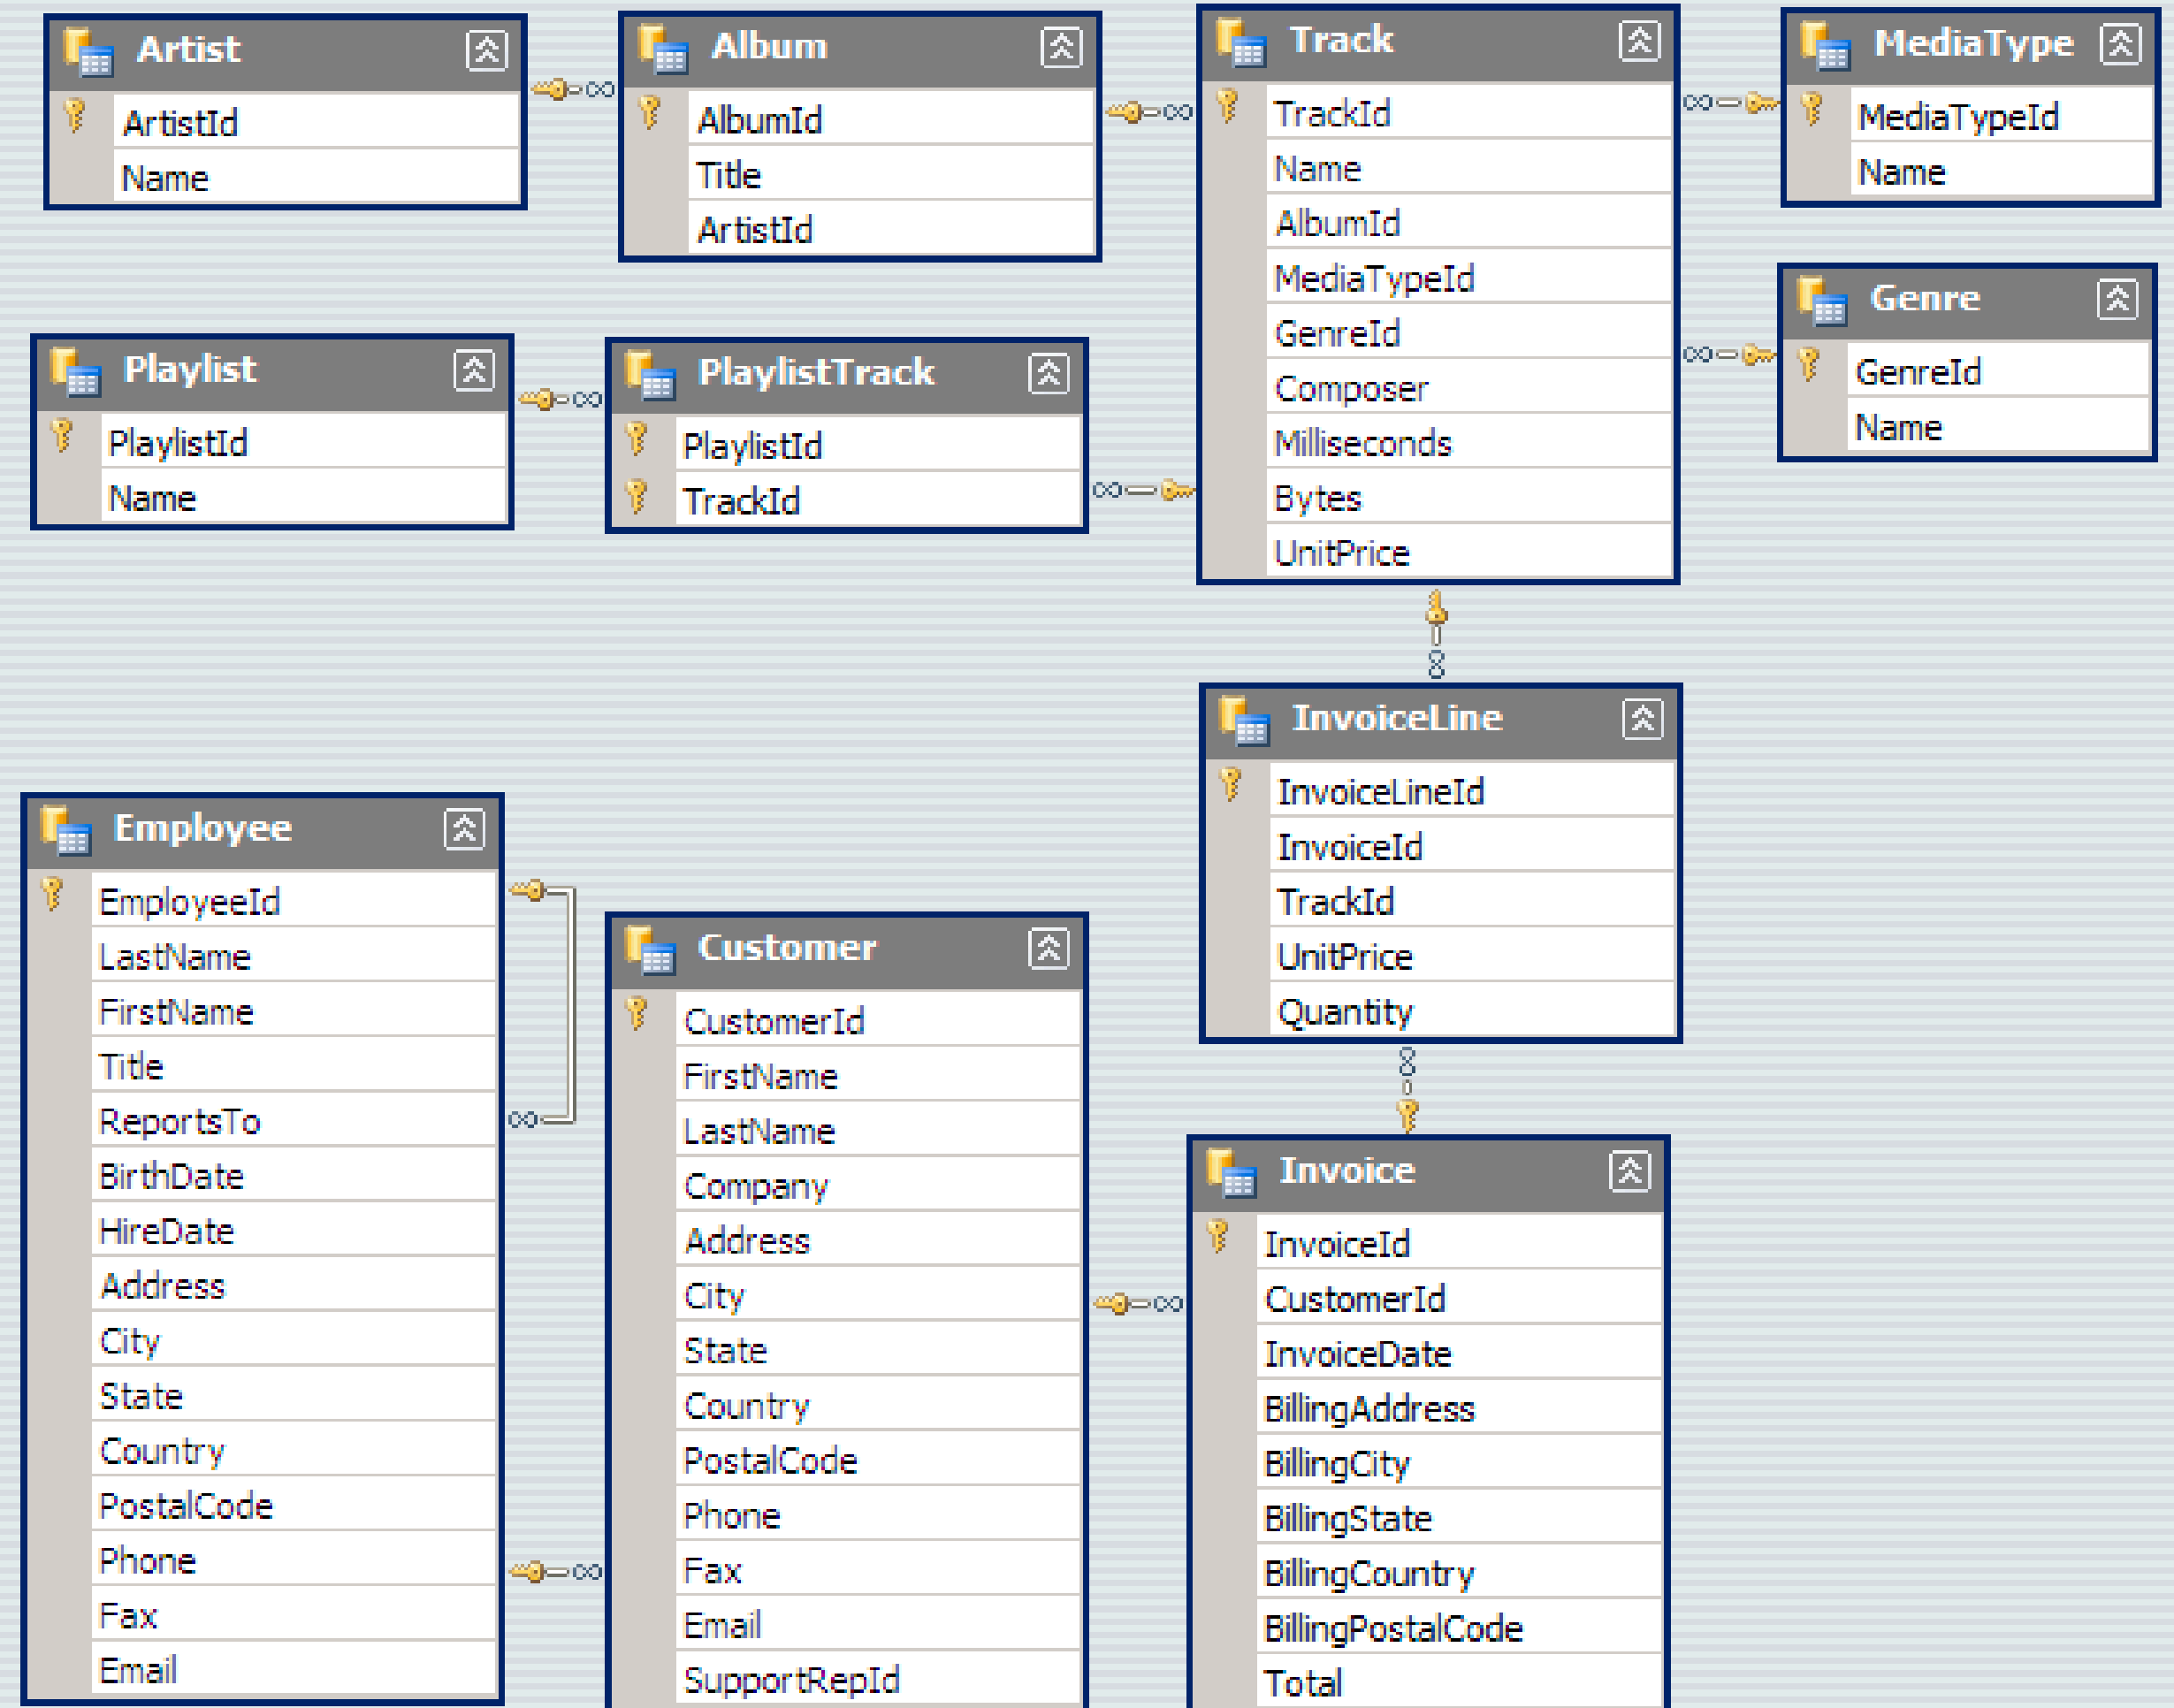 Artist
ArtistId
Name
Album
AlbumId
Title
ArtistId
Track
TrackId
Name
AlbumId
MediaTypeId
GenreId
Composer
Milliseconds
Bytes
UnitPrice
MediaType
MediaTypeId
Name
Genre
GenreId
Name
Playlist
PlaylistId
Name
PlaylistTrack
PlaylistId
TrackId
InvoiceLine
InvoiceLineId
InvoiceId
TrackId
UnitPrice
Quantity
Employee
EmployeeId
LastName
FirstName
Title
ReportsTo
BirthDate
HireDate
Address
City
State
Country
PostalCode
Phone
Fax
Email
Customer
CustomerId
FirstName
LastName
Company
Address
City
State
Country
PostalCode
Phone
Fax
Email
SupportRepId
Invoice
InvoiceId
CustomerId
InvoiceDate
BillingAddress
BillingCity
BillingState
BillingCountry
BillingPostalCode
Total